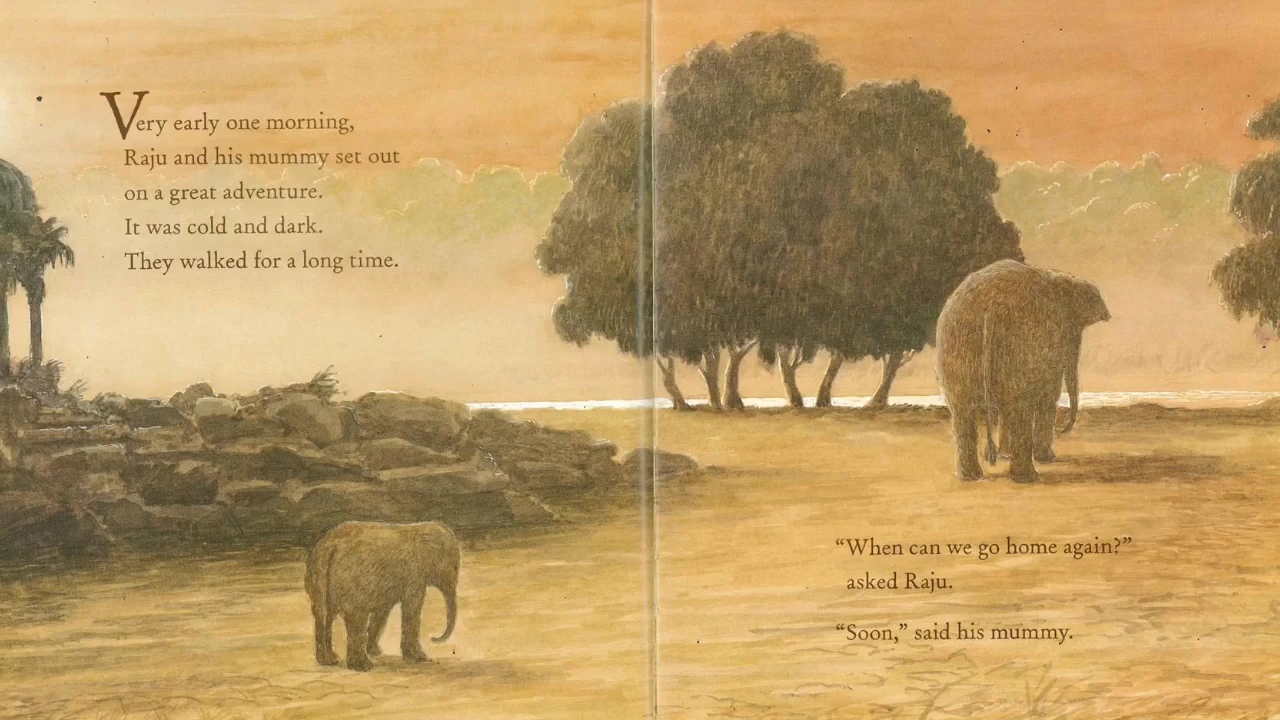 Very early one morning,
Raju and his mummy set out
on a great adventure.
It was cold and dark.
They walked for a long time.
“When can we go home again?”
asked Raju.
“Soon,” said his mummy.